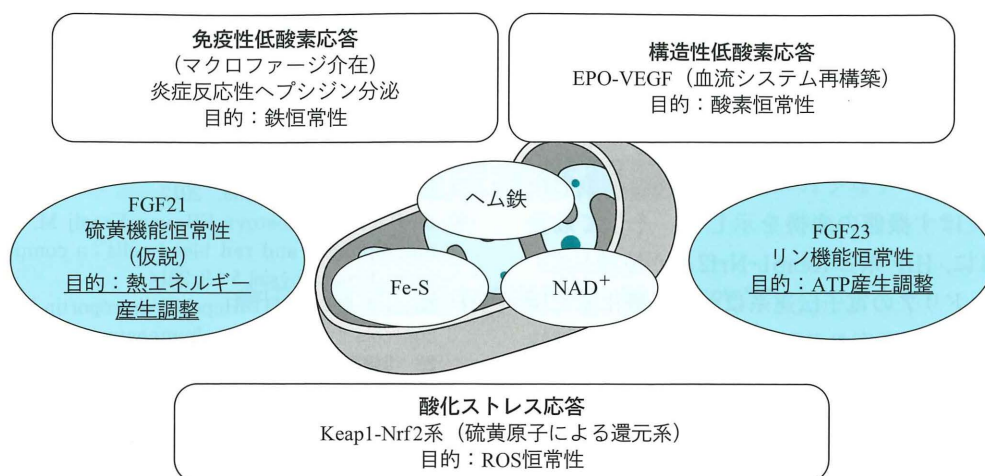 免疫性低酸素応答
(マクロファージ介在)
炎症反応性ヘプシジン分泌
目的：鉄恒常性
構造性低酸素応答
EPO-VEGF（血流システム再構築）
目的：酸素恒常性
ヘム鉄
FGF21
硫黄機能恒常性
(仮説)
目的：熱エネルギー
産生調整
Fe-S
NAD⁺
FGF23
リン機能恒常性
目的：ATP産生調整
酸化ストレス応答
Keap1-Nrf2系（硫黄原子による還元系）
目的：ROS恒常性